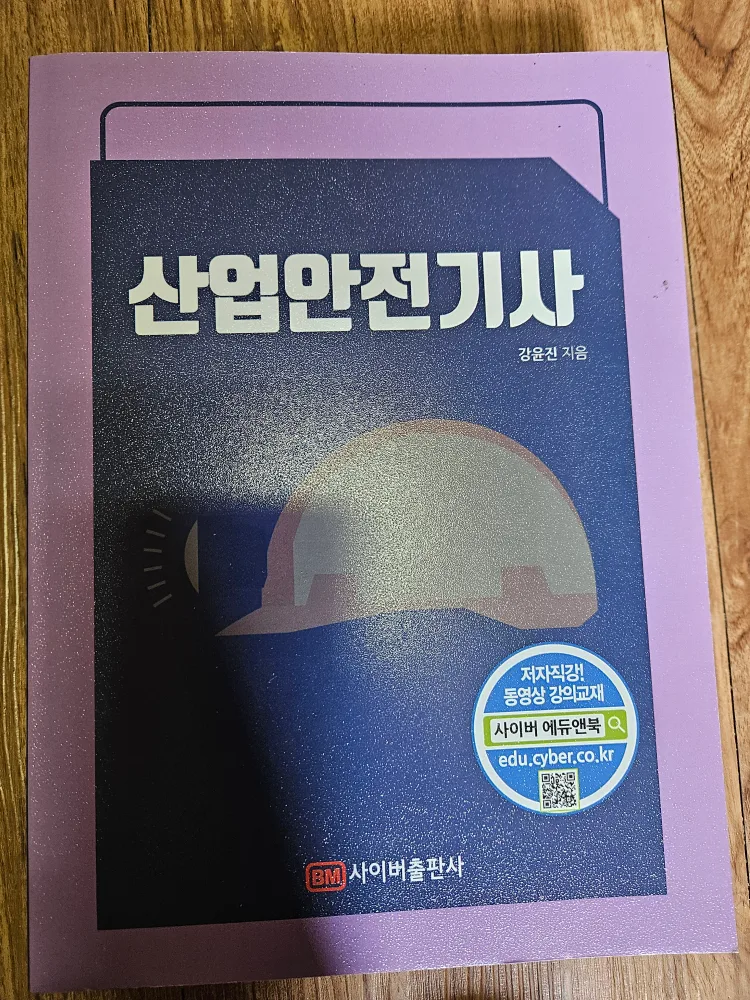 산업안전기사
강윤진 지음
저자직강!
동영상 강의교재
사이버 에듀앤북
edu.cyber.co.kr
BM 사이버출판사